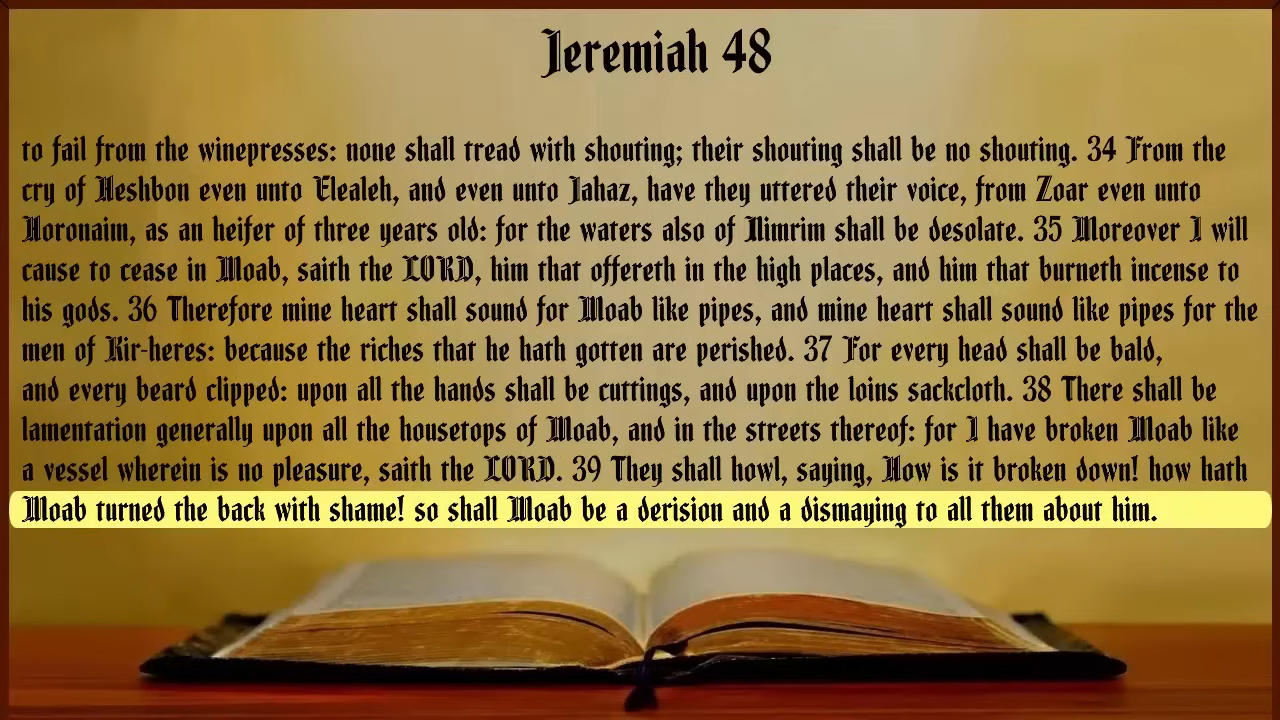 Jeremiah 48
to fail from the winepresses: none shall tread with shouting; their shouting shall be no shouting. 34 From the
cry of Heshbon even unto Elealeh, and even unto Jahaz, have they uttered their voice, from Zoar even unto
Horonaim, as an heifer of three years old: for the waters also of Nimrim shall be desolate. 35 Moreover I will
cause to cease in Moab, saith the LORD, him that offereth in the high places, and him that burneth incense to
his gods. 36 Therefore mine heart shall sound for Moab like pipes, and mine heart shall sound like pipes for the
men of Kir-heres: because the riches that he hath gotten are perished. 37 For every head shall be bald,
and every beard clipped: upon all the hands shall be cuttings, and upon the loins sackcloth. 38 There shall be
lamentation generally upon all the housetops of Moab, and in the streets thereof: for I have broken Moab like
a vessel wherein is no pleasure, saith the LORD. 39 They shall howl, saying, How is it broken down! how hath
Moab turned the back with shame! so shall Moab be a derision and a dismaying to all them about him.